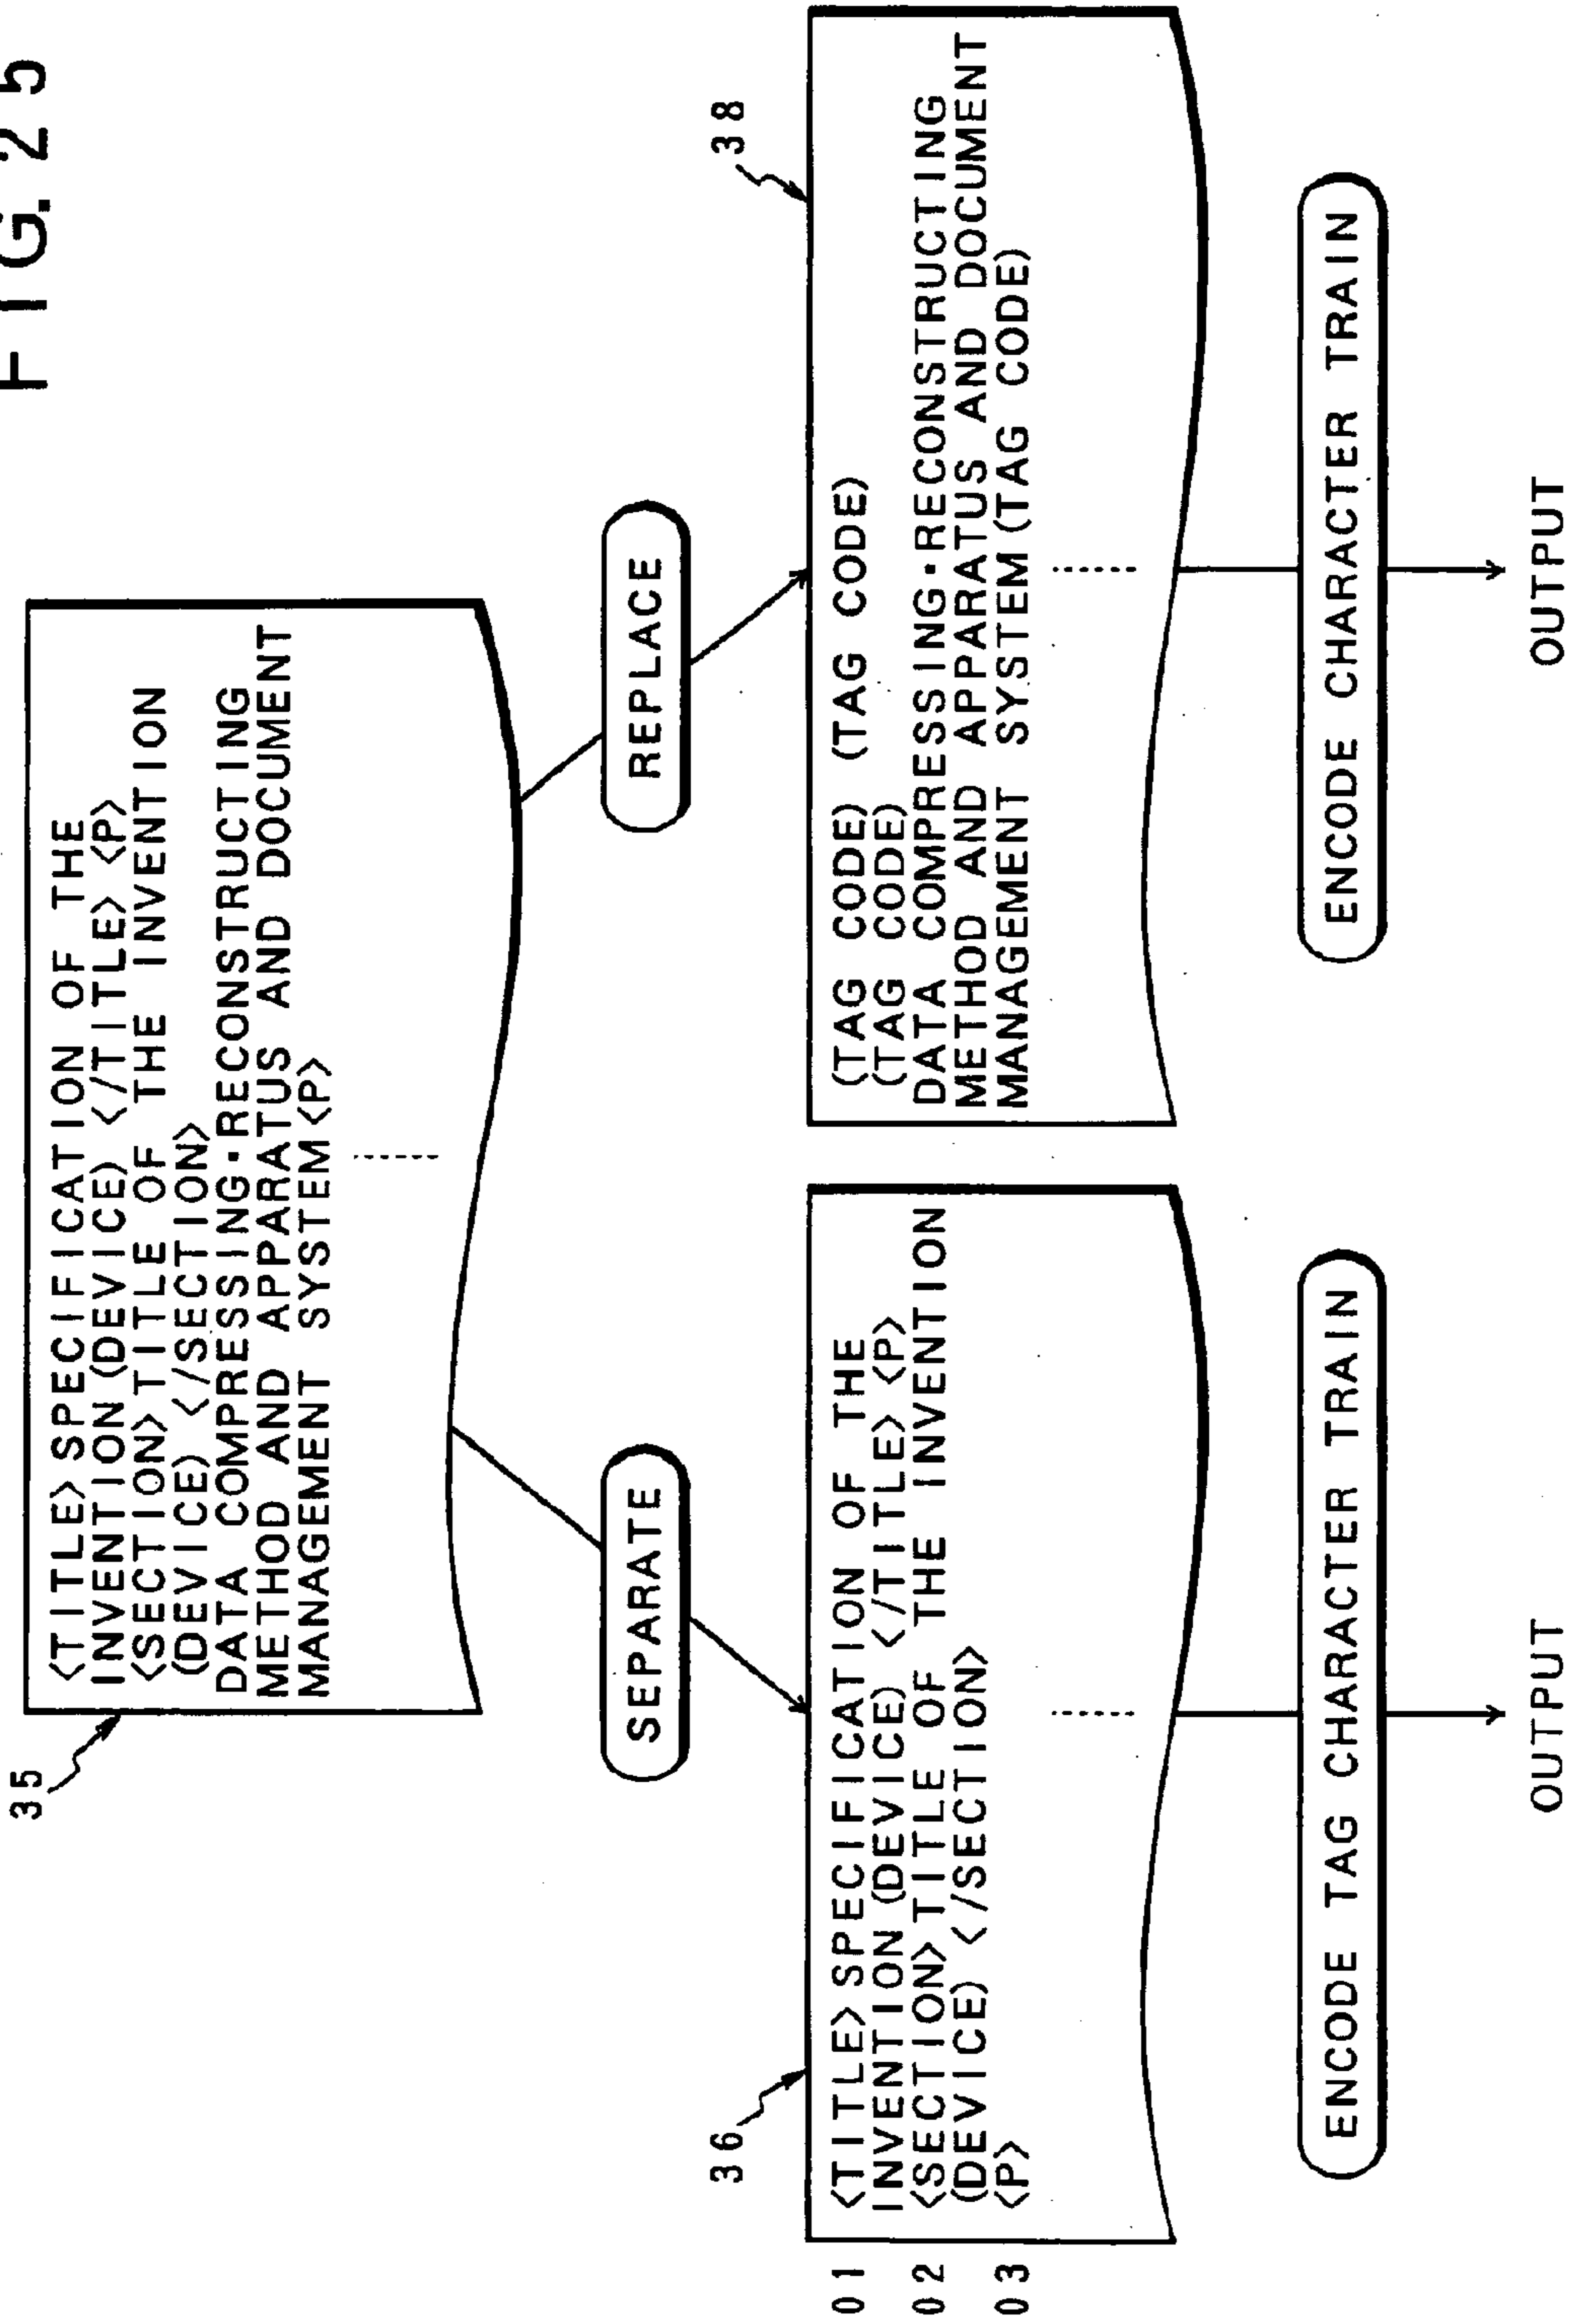 FIG. 25
35
<TITLE>SPECIFICATION OF THE
INVENTION(DEVICE)</TITLE><P>
<SECTION>TITLE OF THE INVENTION
(DEVICE)</SECTION>
DATA COMPRESSING·RECONSTRUCTING
METHOD AND APPARATUS AND DOCUMENT
MANAGEMENT SYSTEM<P>
SEPARATE
REPLACE
36
01 <TITLE>SPECIFICATION OF THE
INVENTION(DEVICE)</TITLE><P>
02 <SECTION>TITLE OF THE INVENTION
(DEVICE)</SECTION>
03 <P>
ENCODE TAG CHARACTER TRAIN
OUTPUT
38
(TAG CODE)(TAG CODE)
(TAG CODE)
DATA COMPRESSING·RECONSTRUCTING
METHOD AND APPARATUS AND DOCUMENT
MANAGEMENT SYSTEM(TAG CODE)
ENCODE CHARACTER TRAIN
OUTPUT